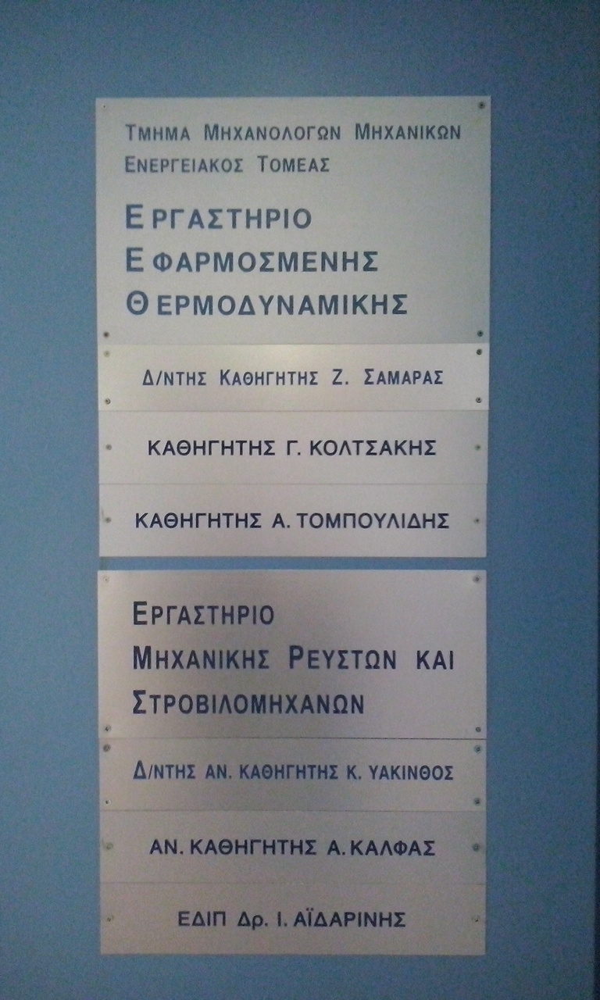 ΤΜΗΜΑ ΜΗΧΑΝΟΛΟΓΩΝ ΜΗΧΑΝΙΚΩΝ
ΕΝΕΡΓΕΙΑΚΟΣ ΤΟΜΕΑΣ
ΕΡΓΑΣΤΗΡΙΟ
ΕΦΑΡΜΟΣΜΕΝΗΣ
ΘΕΡΜΟΔΥΝΑΜΙΚΗΣ
Δ/ΝΤΗΣ ΚΑΘΗΓΗΤΗΣ Ζ. ΣΑΜΑΡΑΣ
ΚΑΘΗΓΗΤΗΣ Γ. ΚΟΛΤΣΑΚΗΣ
ΚΑΘΗΓΗΤΗΣ Α. ΤΟΜΠΟΥΛΙΔΗΣ
ΕΡΓΑΣΤΗΡΙΟ
ΜΗΧΑΝΙΚΗΣ ΡΕΥΣΤΩΝ ΚΑΙ
ΣΤΡΟΒΙΛΟΜΗΧΑΝΩΝ
Δ/ΝΤΗΣ ΑΝ. ΚΑΘΗΓΗΤΗΣ Κ. ΥΑΚΙΝΘΟΣ
ΑΝ. ΚΑΘΗΓΗΤΗΣ Α. ΚΑΛΦΑΣ
ΕΔΙΠ Δρ. Ι. ΑΪΔΑΡΙΝΗΣ